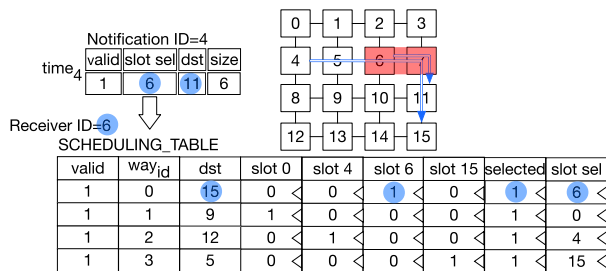 Notification ID=4
valid slot sel dst size
time4 1 6 11 6
0 1 2 3
4 5 6 7
8 9 10 11
12 13 14 15
Receiver ID=6
SCHEDULING_TABLE
valid way_id dst slot 0 slot 4 slot 6 slot 15 selected slot sel
1 0 15 0 0 1 0 1 6
1 1 9 1 0 0 0 1 0
1 2 12 0 1 0 0 1 4
1 3 5 0 0 0 1 1 15